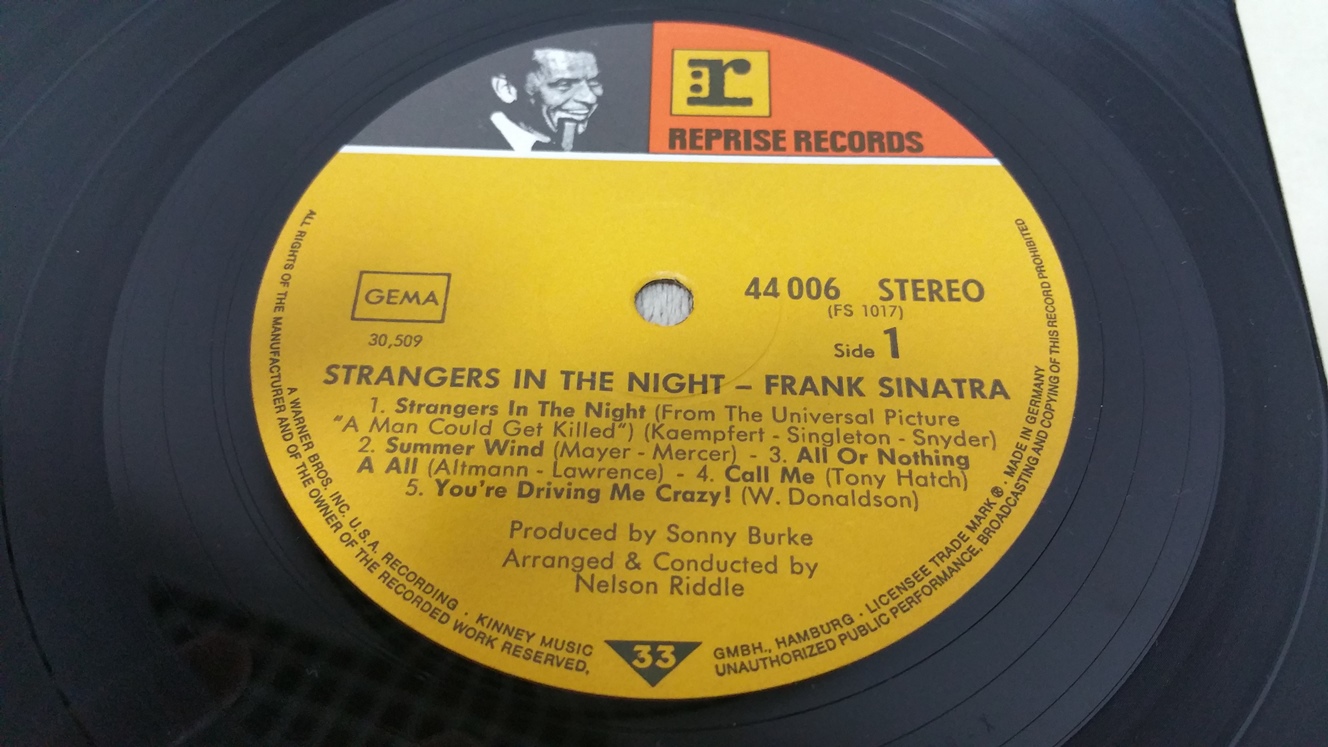 r
REPRISE RECORDS
GEMA
30,509
44 006 STEREO
(FS 1017)
Side 1
STRANGERS IN THE NIGHT – FRANK SINATRA
1. Strangers In The Night (From The Universal Picture
“A Man Could Get Killed“) (Kaempfert - Singleton - Snyder)
2. Summer Wind (Mayer - Mercer) - 3. All Or Nothing
A All (Altmann - Lawrence) - 4. Call Me (Tony Hatch)
5. You're Driving Me Crazy! (W. Donaldson)
Produced by Sonny Burke
Arranged & Conducted by
Nelson Riddle
33
A WARNER BROS. INC. U.S.A. RECORDING · KINNEY MUSIC GMBH., HAMBURG · LICENSEE TRADE MARK ® · MADE IN GERMANY
ALL RIGHTS OF THE MANUFACTURER AND OF THE OWNER OF THE RECORDED WORK RESERVED, UNAUTHORIZED PUBLIC PERFORMANCE, BROADCASTING AND COPYING OF THIS RECORD PROHIBITED